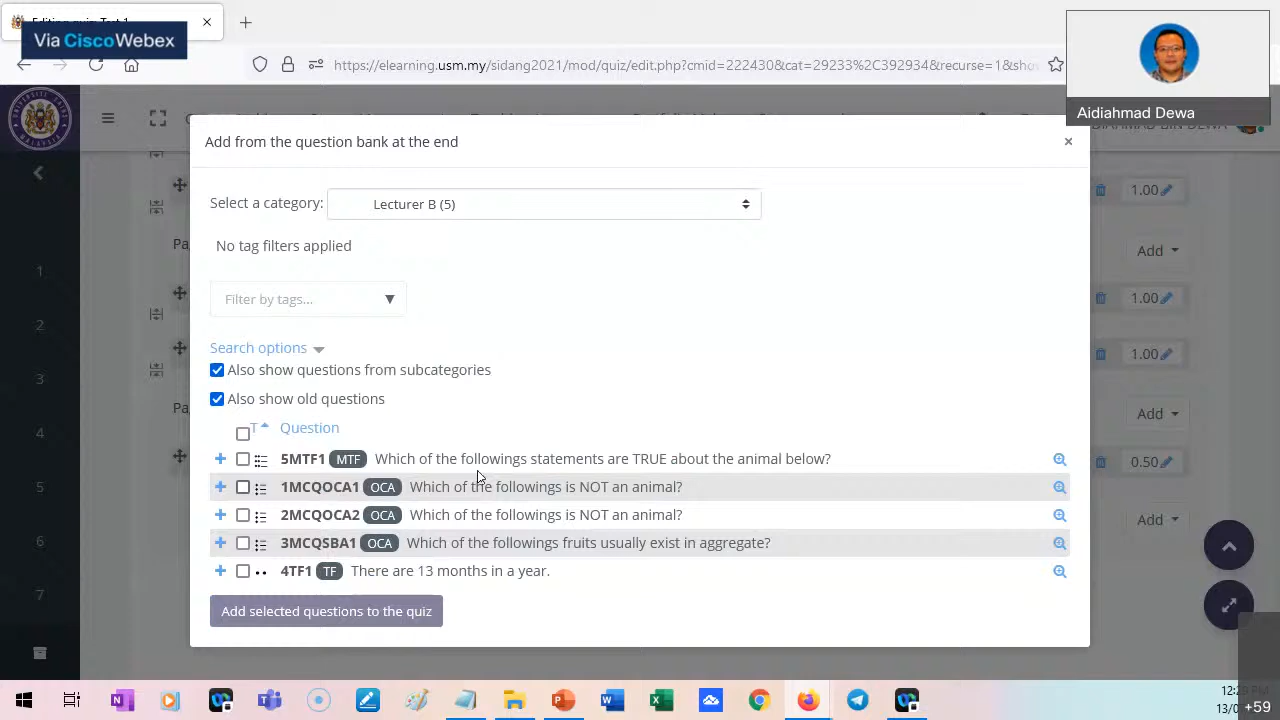 Editing quiz: Test 1
Via CiscoWebex
https://elearning.usm.my/sidang2021/mod/quiz/edit.php?cmid=222430&cat=29233%2C392934&recurse=1&sho
Aidiahmad Dewa
Add from the question bank at the end
Select a category:
Lecturer B (5)
No tag filters applied
Filter by tags...
Search options
Also show questions from subcategories
Also show old questions
T
Question
5MTF1 MTF Which of the followings statements are TRUE about the animal below?
1MCQOCA1 OCA Which of the followings is NOT an animal?
2MCQOCA2 OCA Which of the followings is NOT an animal?
3MCQSBA1 OCA Which of the followings fruits usually exist in aggregate?
4TF1 TF There are 13 months in a year.
Add selected questions to the quiz
1
2
3
4
5
6
7
Pa
Pa
1.00
Add
1.00
1.00
Add
0.50
Add
+59